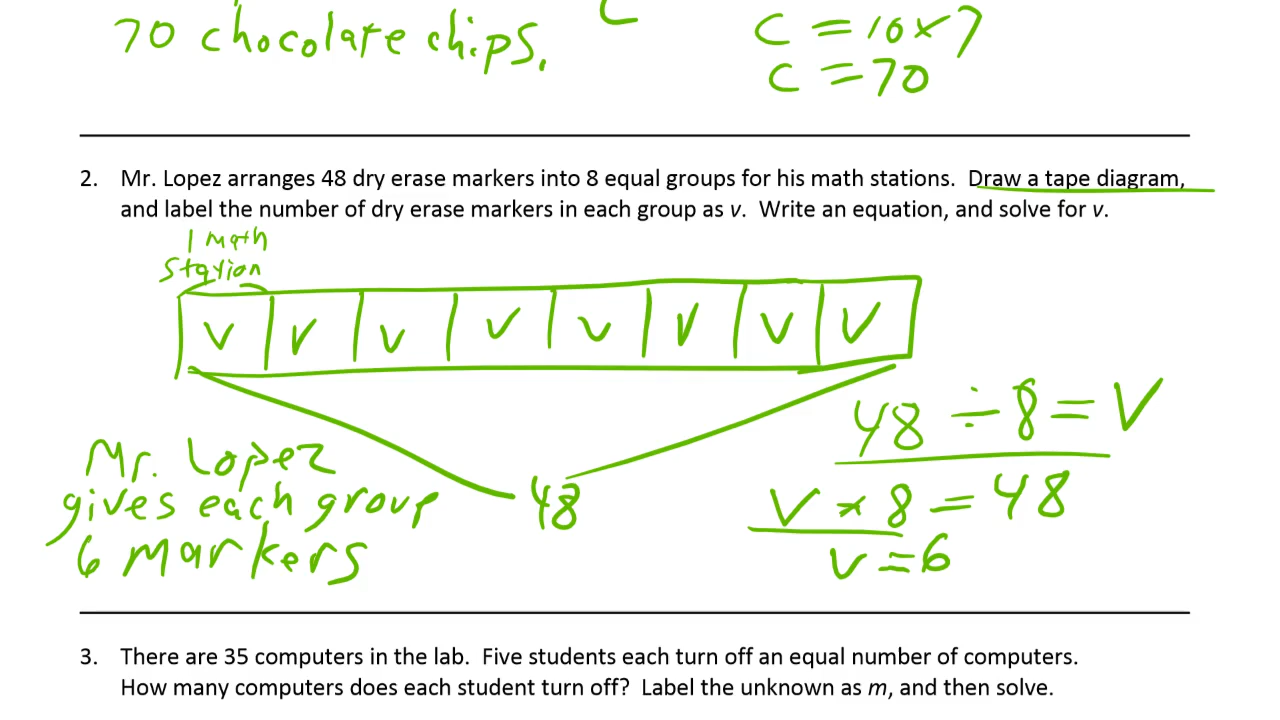 70 chocolate chips.
C
C = 10 x 7
C = 70
2. Mr. Lopez arranges 48 dry erase markers into 8 equal groups for his math stations. Draw a tape diagram,
and label the number of dry erase markers in each group as v. Write an equation, and solve for v.
1 Math
Station
V V V V V V V V
48
48 ÷ 8 = V
V x 8 = 48
V = 6
Mr. Lopez
gives each group
6 markers
3. There are 35 computers in the lab. Five students each turn off an equal number of computers.
How many computers does each student turn off? Label the unknown as m, and then solve.